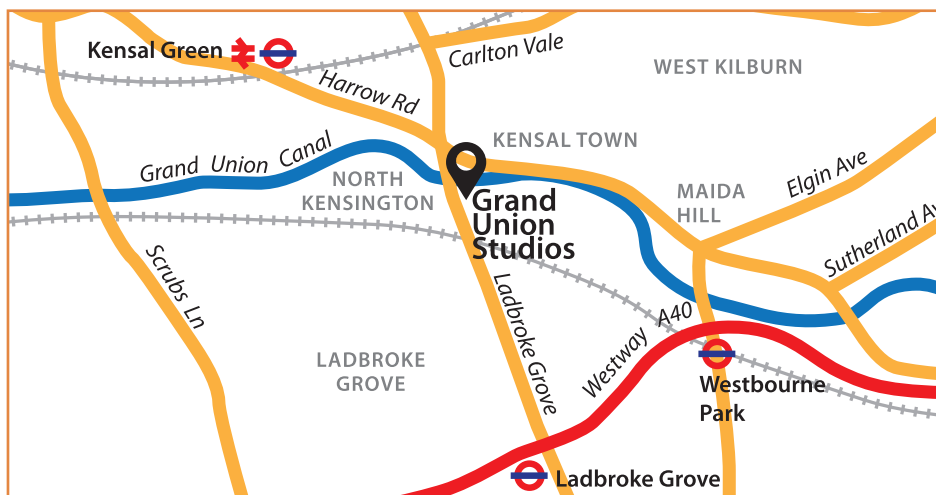 Kensal Green
Carlton Vale
WEST KILBURN
Harrow Rd
KENSAL TOWN
Grand Union Canal
NORTH
KENSINGTON
MAIDA
HILL
Elgin Ave
Grand
Union
Studios
Sutherland Av
Scrubs Ln
Ladbroke Grove
Westway A40
LADBROKE
GROVE
Westbourne
Park
Ladbroke Grove